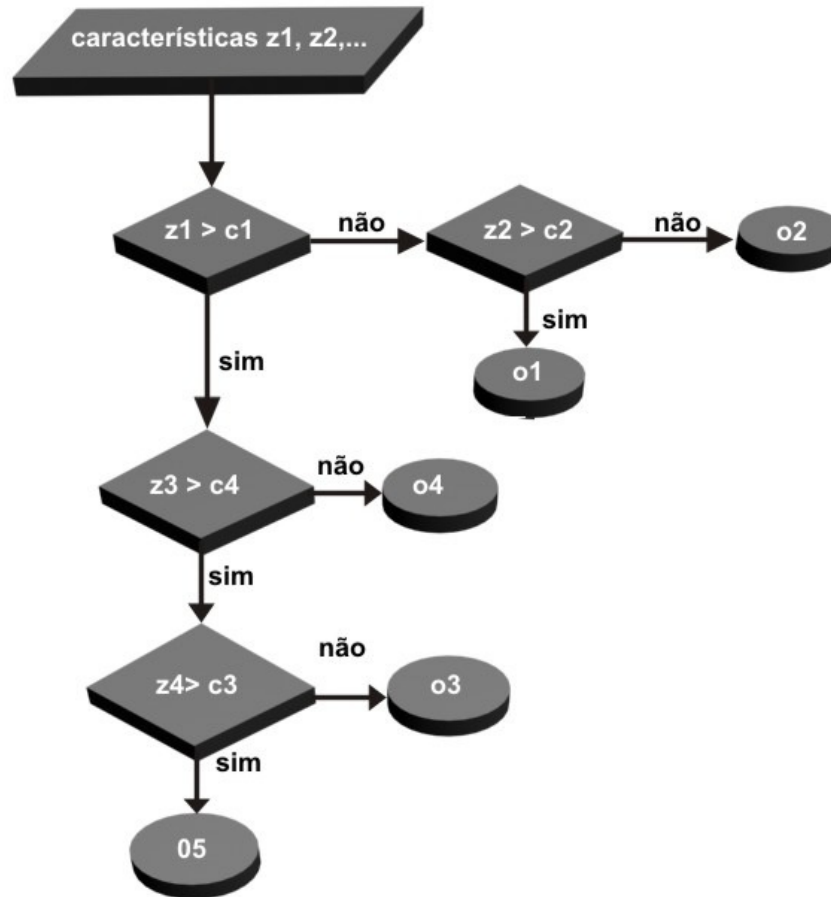 características z1, z2,...
z1 > c1
não
z2 > c2
não
o2
sim
sim
o1
z3 > c4
não
o4
sim
z4> c3
não
o3
sim
05